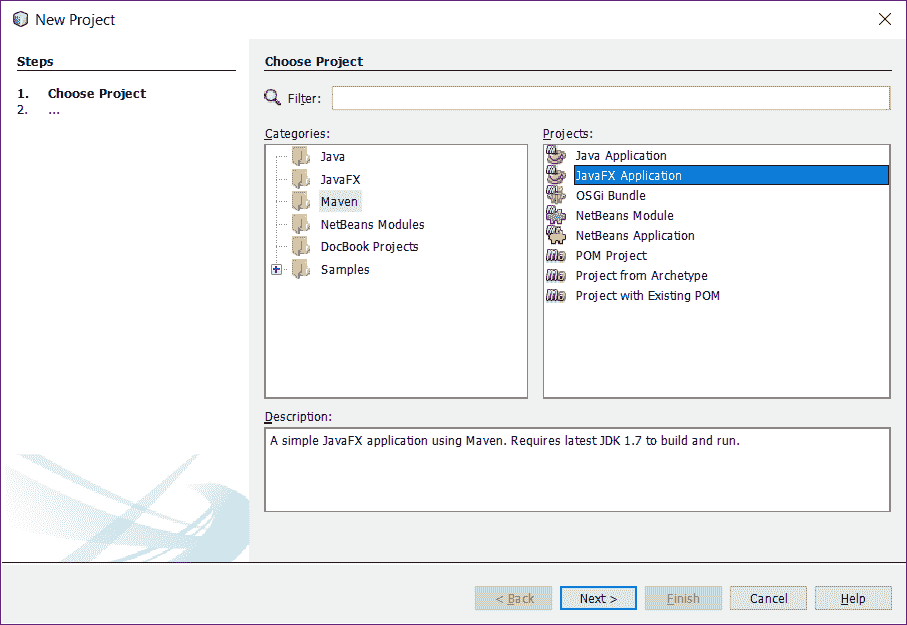 New Project
Steps
1. Choose Project
2. ...
Choose Project
Filter:
Categories:
Java
JavaFX
Maven
NetBeans Modules
DocBook Projects
Samples
Projects:
Java Application
JavaFX Application
OSGi Bundle
NetBeans Module
NetBeans Application
POM Project
Project from Archetype
Project with Existing POM
Description:
A simple JavaFX application using Maven. Requires latest JDK 1.7 to build and run.
< Back Next > Finish Cancel Help